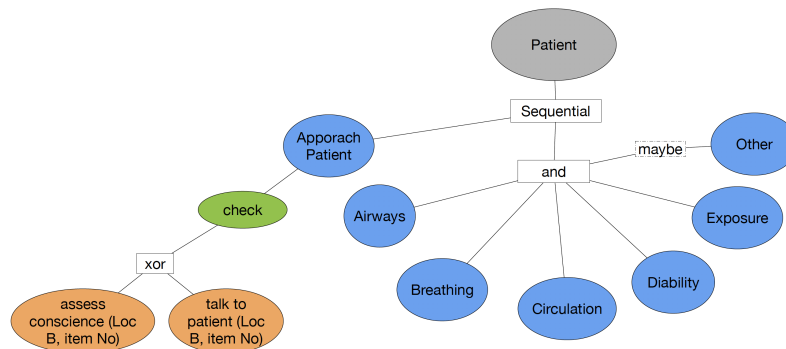 Patient
Sequential
Apporach
Patient
maybe
Other
and
check
Airways
Exposure
xor
Breathing
Circulation
Diability
assess
conscience (Loc
B, item No)
talk to
patient (Loc
B, item No)